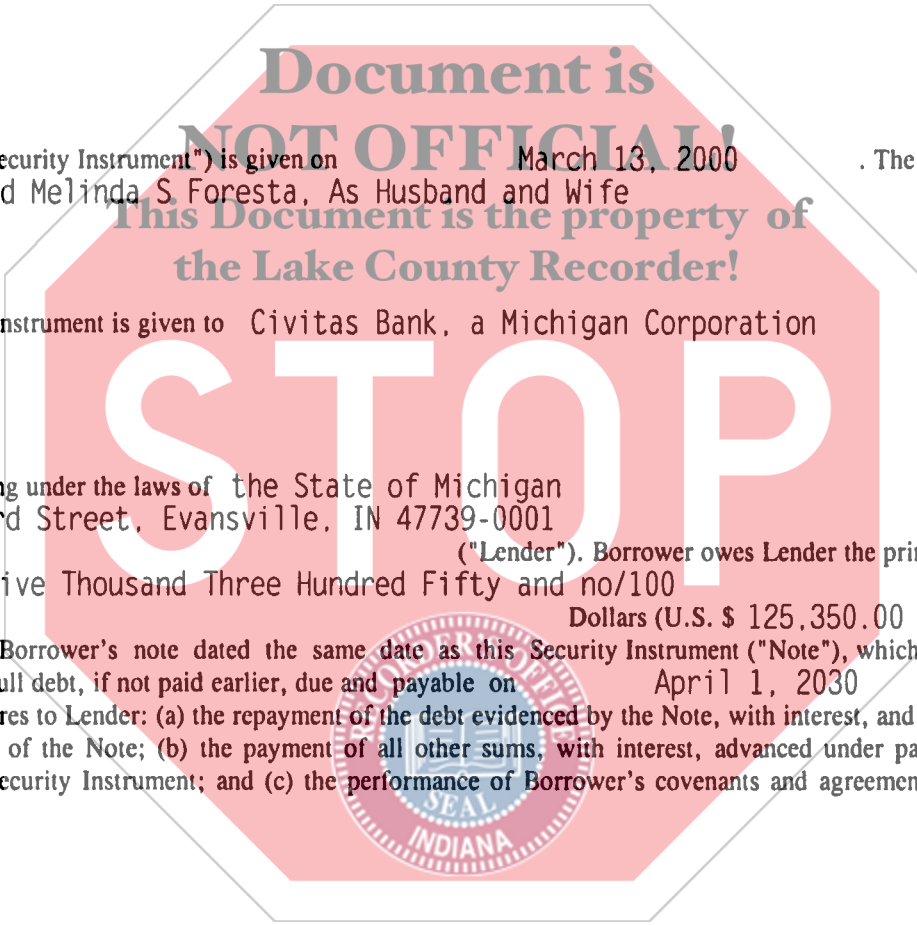 Document is
NOT OFFICIAL!
ecurity Instrument") is given on March 13, 2000 . The
d Melinda S Foresta, As Husband and Wife
This Document is the property of
the Lake County Recorder!
nstrument is given to Civitas Bank, a Michigan Corporation
STOP
g under the laws of the State of Michigan
rd Street, Evansville, IN 47739-0001
("Lender"). Borrower owes Lender the prin
ive Thousand Three Hundred Fifty and no/100
Dollars (U.S. $ 125,350.00
Borrower's note dated the same date as this Security Instrument ("Note"), which
ull debt, if not paid earlier, due and payable on April 1, 2030
res to Lender: (a) the repayment of the debt evidenced by the Note, with interest, and
of the Note; (b) the payment of all other sums, with interest, advanced under pa
ecurity Instrument; and (c) the performance of Borrower's covenants and agreemen
RECORDER'S OFFICE
SEAL
INDIANA